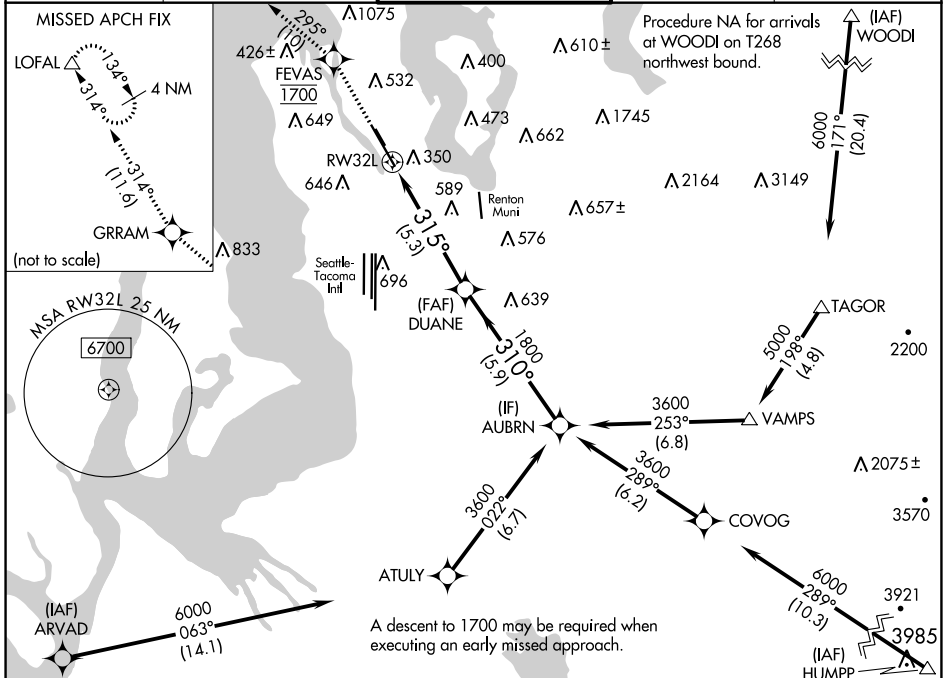 MISSED APCH FIX
LOFAL
134°
4 NM
314°
314°
(11.6)
GRRAM
(not to scale)
833
295°
(10)
1075
426±
FEVAS
1700
532
400
610±
649
473
662
1745
RW32L
350
646
589
Renton
Muni
657±
2164
3149
576
315°
(5.3)
Seattle-
Tacoma
Intl
696
(FAF)
DUANE
639
Procedure NA for arrivals
at WOODI on T268
northwest bound.
(IAF)
WOODI
6000
171°
(20.4)
MSA RW32L 25 NM
6700
1800
310°
(5.9)
TAGOR
5000
198°
(4.8)
2200
(IF)
AUBRN
3600
253°
(6.8)
VAMPS
3600
289°
(6.2)
COVOG
2075±
3570
3600
022°
(6.7)
ATULY
6000
289°
(10.3)
3921
3985
(IAF)
HUMPP
(IAF)
ARVAD
6000
063°
(14.1)
A descent to 1700 may be required when
executing an early missed approach.